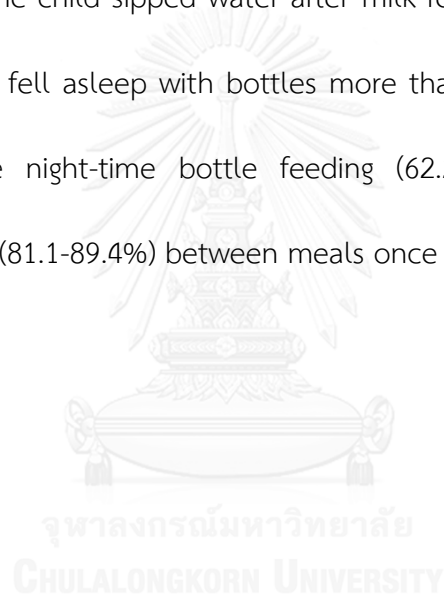 child sipped water after milk
fell asleep with bottles more
night-time bottle feeding (62.
(81.1-89.4%) between meals once
จุฬาลงกรณ์มหาวิทยาลัย
CHULALONGKORN UNIVERSITY